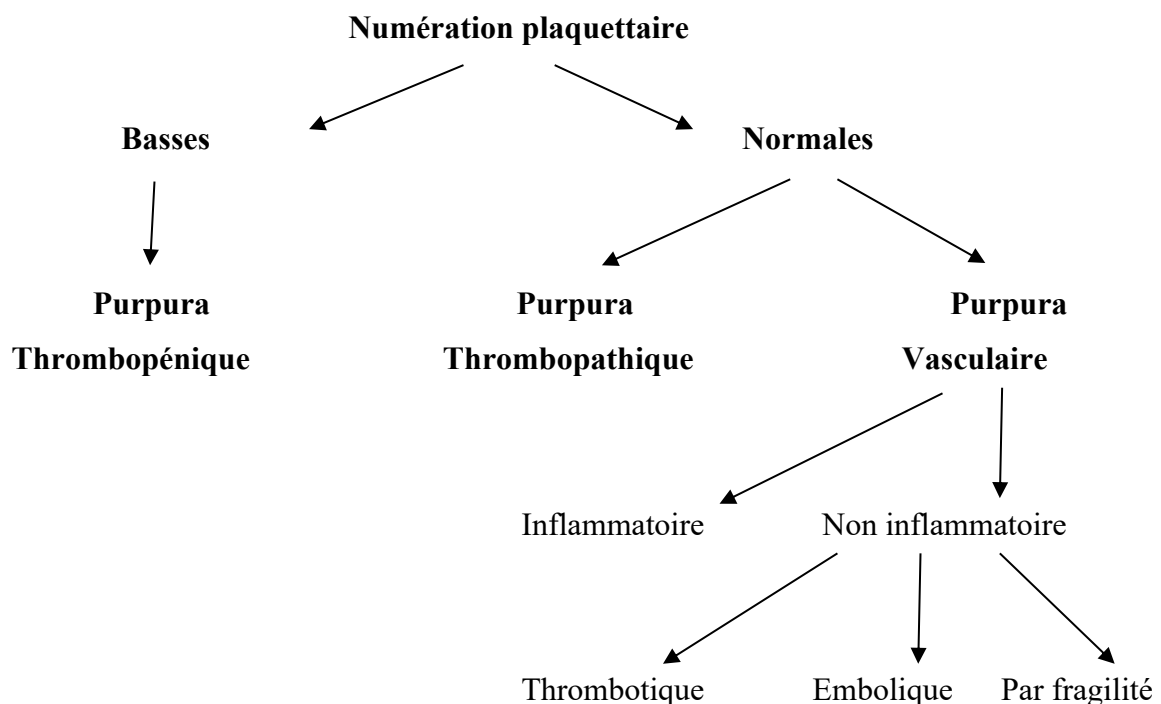 Numération plaquettaire
Basses
Normales
Purpura
Thrombopénique
Purpura
Thrombopathique
Purpura
Vasculaire
Inflammatoire
Non inflammatoire
Thrombotique
Embolique
Par fragilité